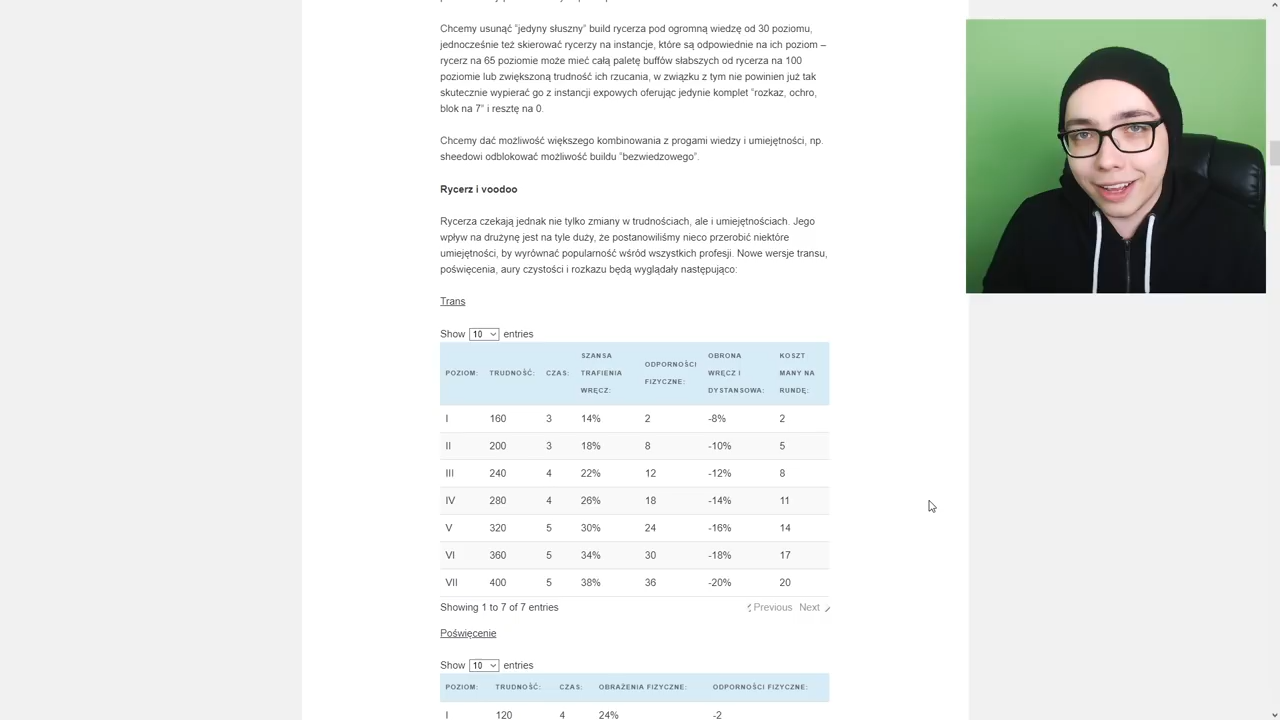 Chcemy usunąć "jedyny słuszny" build rycerza pod ogromną wiedzę od 30 poziomu,
jednocześnie też skierować rycerzy na instancje, które są odpowiednie na ich poziom –
rycerz na 65 poziomie może mieć całą paletę buffów słabszych od rycerza na 100
poziomie lub zwiększoną trudność ich rzucania, w związku z tym nie powinien już tak
skutecznie wypierać go z instancji expowych oferując jedynie komplet "rozkaz, ochro,
blok na 7" i resztę na 0.
Chcemy dać możliwość większego kombinowania z progami wiedzy i umiejętności, np.
sheedowi odblokować możliwość buildu "bezwiedzowego".
Rycerz i voodoo
Rycerza czekają jednak nie tylko zmiany w trudnościach, ale i umiejętnościach. Jego
wpływ na drużynę jest na tyle duży, że postanowiliśmy nieco przerobić niektóre
umiejętności, by wyrównać popularność wśród wszystkich profesji. Nowe wersje transu,
poświęcenia, aury czystości i rozkazu będą wyglądały następująco:
Trans
Show 10 entries
POZIOM: TRUDNOŚĆ: CZAS: SZANSA TRAFIENIA WRĘCZ: ODPORNOŚCI FIZYCZNE: OBRONA WRĘCZ I DYSTANSOWA: KOSZT MANY NA RUNDĘ:
I 160 3 14% 2 -8% 2
II 200 3 18% 8 -10% 5
III 240 4 22% 12 -12% 8
IV 280 4 26% 18 -14% 11
V 320 5 30% 24 -16% 14
VI 360 5 34% 30 -18% 17
VII 400 5 38% 36 -20% 20
Showing 1 to 7 of 7 entries Previous Next
Poświęcenie
Show 10 entries
POZIOM: TRUDNOŚĆ: CZAS: OBRAŻENIA FIZYCZNE: ODPORNOŚCI FIZYCZNE:
I 120 4 24% -2